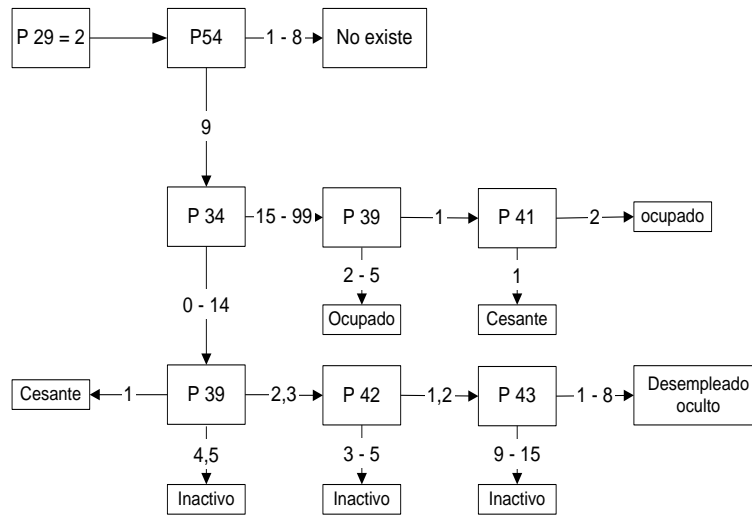 P 29 = 2
P54
1 - 8
No existe
9
P 34
15 - 99
P 39
1
P 41
2
ocupado
2 - 5
1
0 - 14
Ocupado
Cesante
Cesante
1
P 39
2,3
P 42
1,2
P 43
1 - 8
Desempleado
oculto
4,5
3 - 5
9 - 15
Inactivo
Inactivo
Inactivo